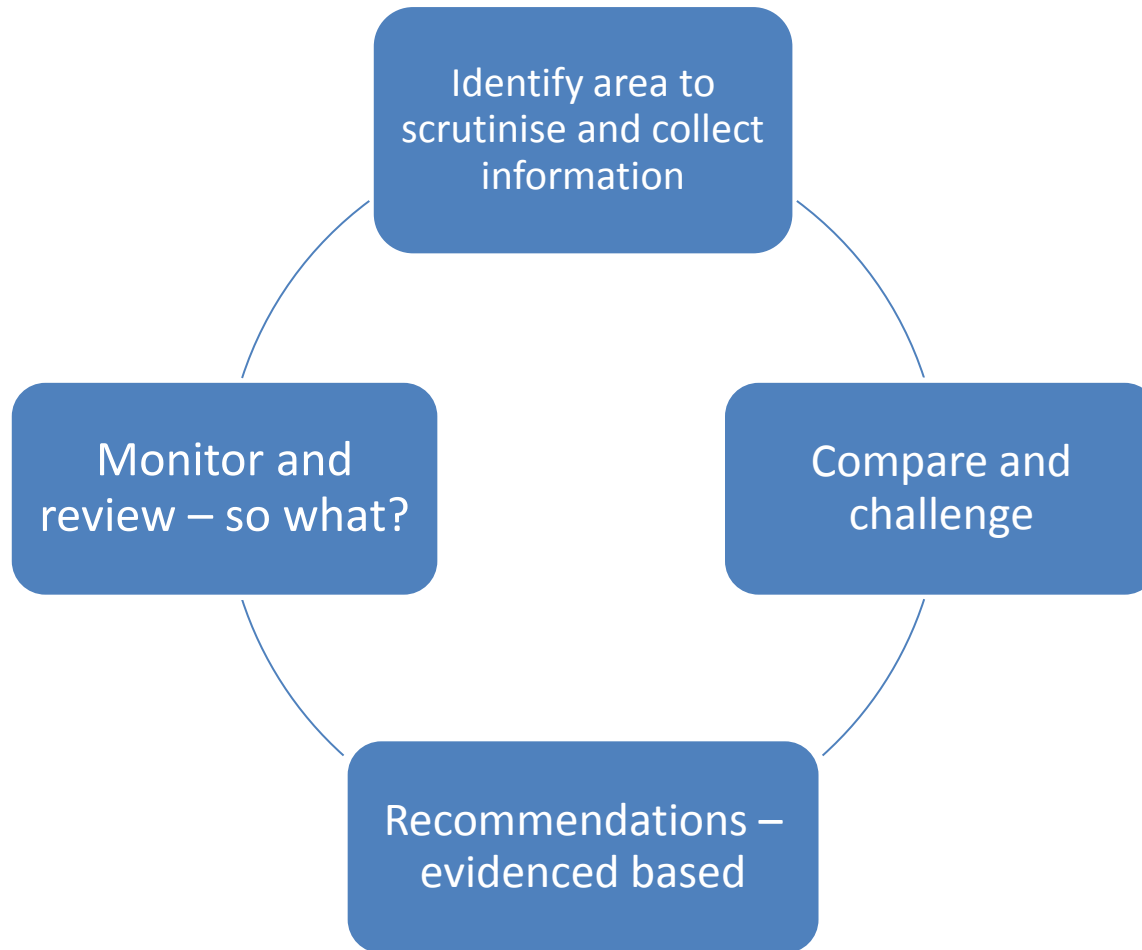 Identify area to
scrutinise and collect
information
Compare and
challenge
Recommendations –
evidenced based
Monitor and
review – so what?